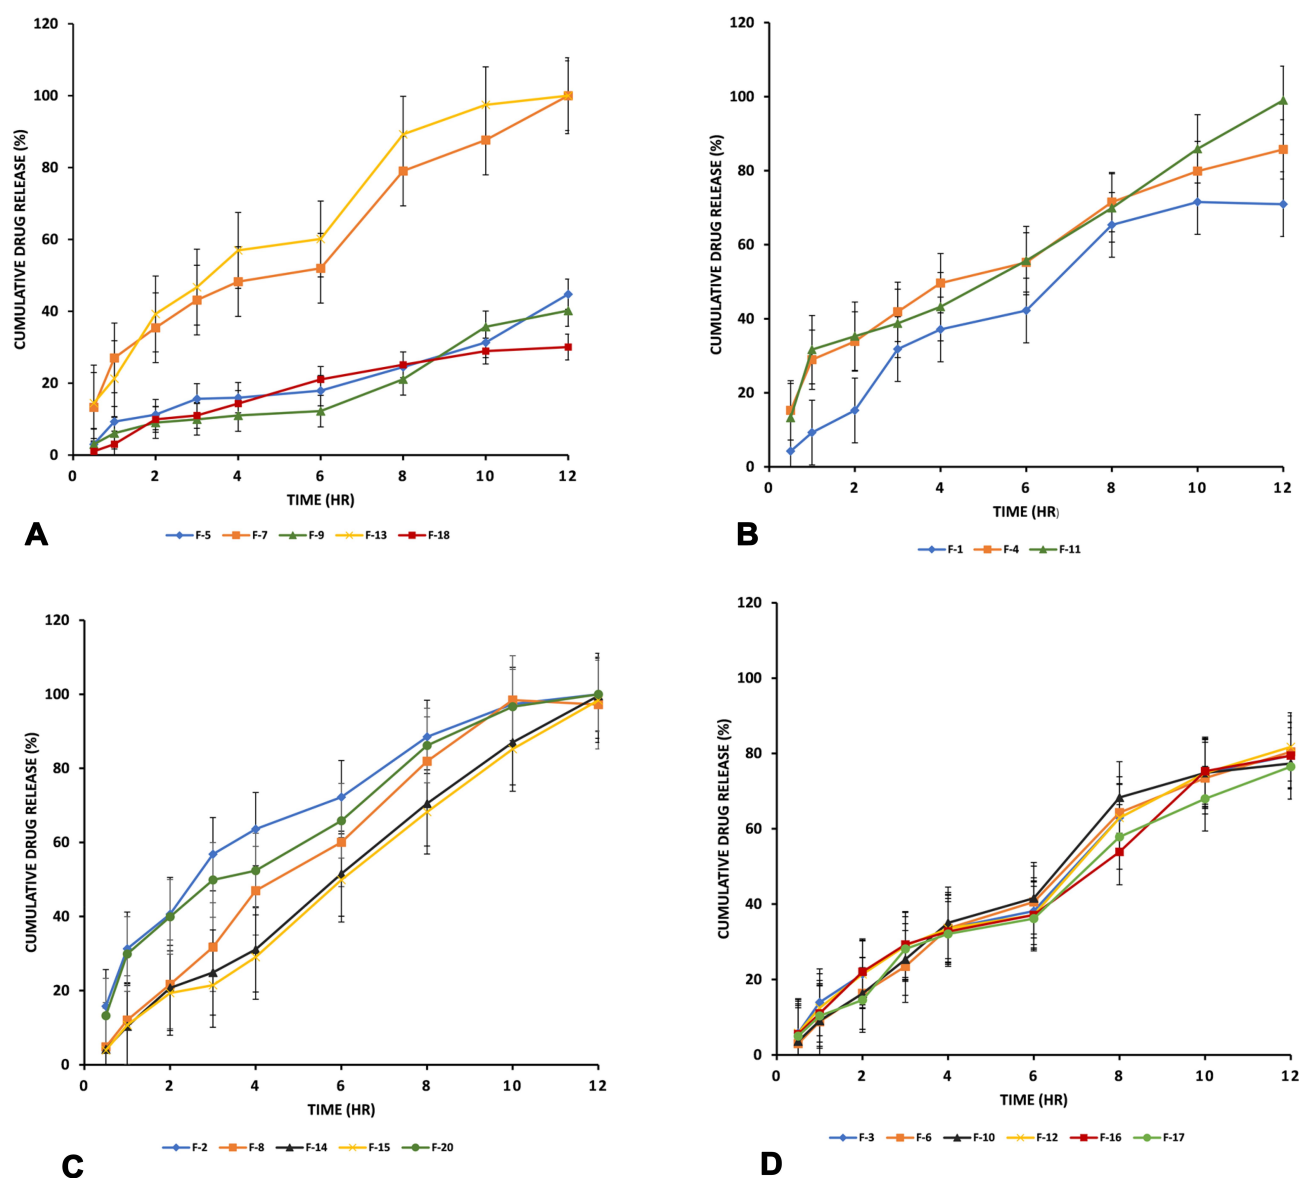 CUMULATIVE DRUG RELEASE (%)
120
100
80
60
40
20
0
0 2 4 6 8 10 12
TIME (HR)
A
F-5 F-7 F-9 F-13 F-18
CUMULATIVE DRUG RELEASE (%)
120
100
80
60
40
20
0
0 2 4 6 8 10 12
TIME (HR)
B
F-1 F-4 F-11
CUMULATIVE DRUG RELEASE (%)
120
100
80
60
40
20
0
0 2 4 6 8 10 12
TIME (HR)
F-2 F-8 F-14 F-15 F-20
C
CUMULATIVE DRUG RELEASE (%)
120
100
80
60
40
20
0
0 2 4 6 8 10 12
TIME (HR)
F-3 F-6 F-10 F-12 F-16 F-17
D